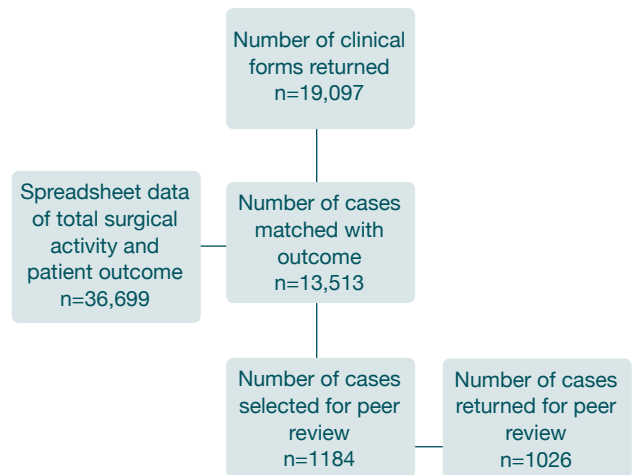 Number of clinical
forms returned
n=19,097
Spreadsheet data
of total surgical
activity and
patient outcome
n=36,699
Number of cases
matched with
outcome
n=13,513
Number of cases
selected for peer
review
n=1184
Number of cases
returned for peer
review
n=1026